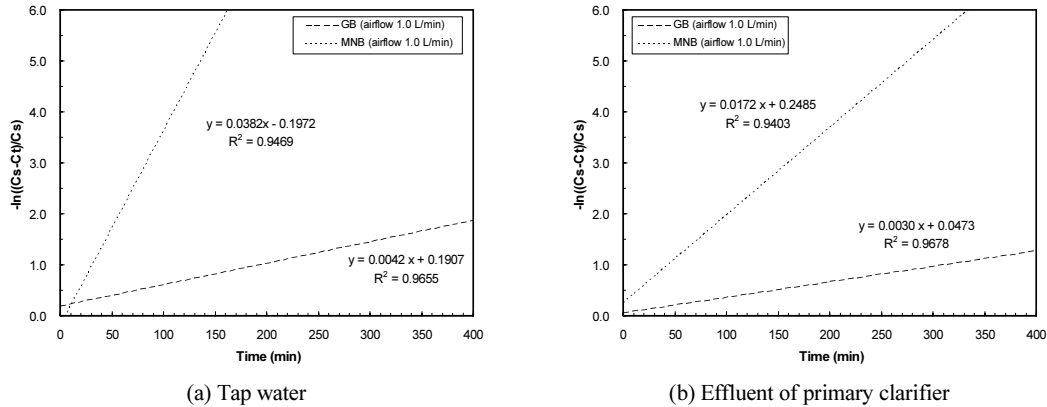 6.0
5.0
4.0
3.0
2.0
1.0
0.0
-ln((Cs-Ct)/Cs)
GB (airflow 1.0 L/min)
MNB (airflow 1.0 L/min)
y = 0.0382x - 0.1972
R² = 0.9469
y = 0.0042 x + 0.1907
R² = 0.9655
0 50 100 150 200 250 300 350 400
Time (min)
(a) Tap water
6.0
5.0
4.0
3.0
2.0
1.0
0.0
-ln((Cs-Ct)/Cs)
GB (airflow 1.0 L/min)
MNB (airflow 1.0 L/min)
y = 0.0172 x + 0.2485
R² = 0.9403
y = 0.0030 x + 0.0473
R² = 0.9678
0 50 100 150 200 250 300 350 400
Time (min)
(b) Effluent of primary clarifier